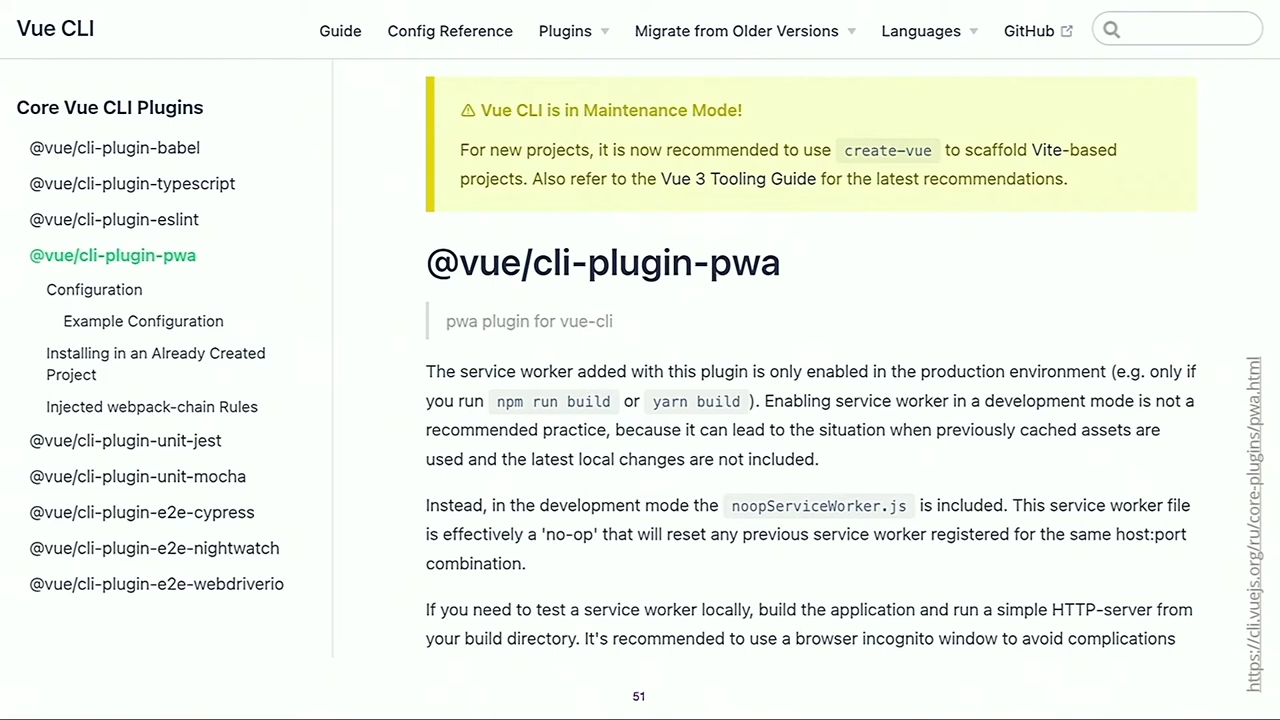 Vue CLI
Guide
Config Reference
Plugins
Migrate from Older Versions
Languages
GitHub
Core Vue CLI Plugins
@vue/cli-plugin-babel
@vue/cli-plugin-typescript
@vue/cli-plugin-eslint
@vue/cli-plugin-pwa
Configuration
Example Configuration
Installing in an Already Created
Project
Injected webpack-chain Rules
@vue/cli-plugin-unit-jest
@vue/cli-plugin-unit-mocha
@vue/cli-plugin-e2e-cypress
@vue/cli-plugin-e2e-nightwatch
@vue/cli-plugin-e2e-webdriverio
⚠ Vue CLI is in Maintenance Mode!
For new projects, it is now recommended to use create-vue to scaffold Vite-based
projects. Also refer to the Vue 3 Tooling Guide for the latest recommendations.
@vue/cli-plugin-pwa
pwa plugin for vue-cli
The service worker added with this plugin is only enabled in the production environment (e.g. only if
you run npm run build or yarn build ). Enabling service worker in a development mode is not a
recommended practice, because it can lead to the situation when previously cached assets are
used and the latest local changes are not included.
Instead, in the development mode the noopServiceWorker.js is included. This service worker file
is effectively a 'no-op' that will reset any previous service worker registered for the same host:port
combination.
If you need to test a service worker locally, build the application and run a simple HTTP-server from
your build directory. It's recommended to use a browser incognito window to avoid complications
https://cli.vuejs.org/ru/core-plugins/pwa.html
51